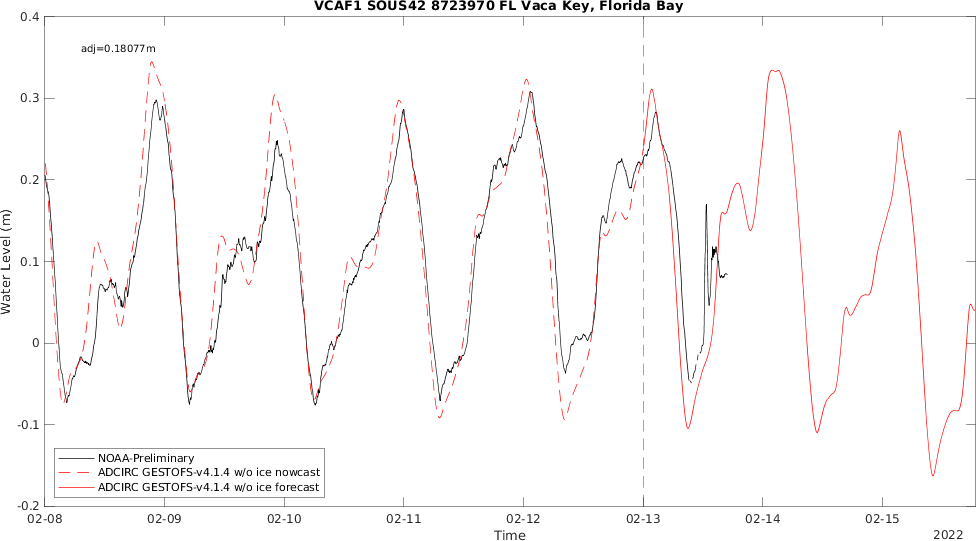 VCAF1 SOUS42 8723970 FL Vaca Key, Florida Bay
adj=0.18077m
0.4
0.3
0.2
0.1
0
-0.1
-0.2
Water Level (m)
NOAA-Preliminary
ADCIRC GESTOFS-v4.1.4 w/o ice nowcast
ADCIRC GESTOFS-v4.1.4 w/o ice forecast
02-08 02-09 02-10 02-11 02-12 02-13 02-14 02-15
Time
2022